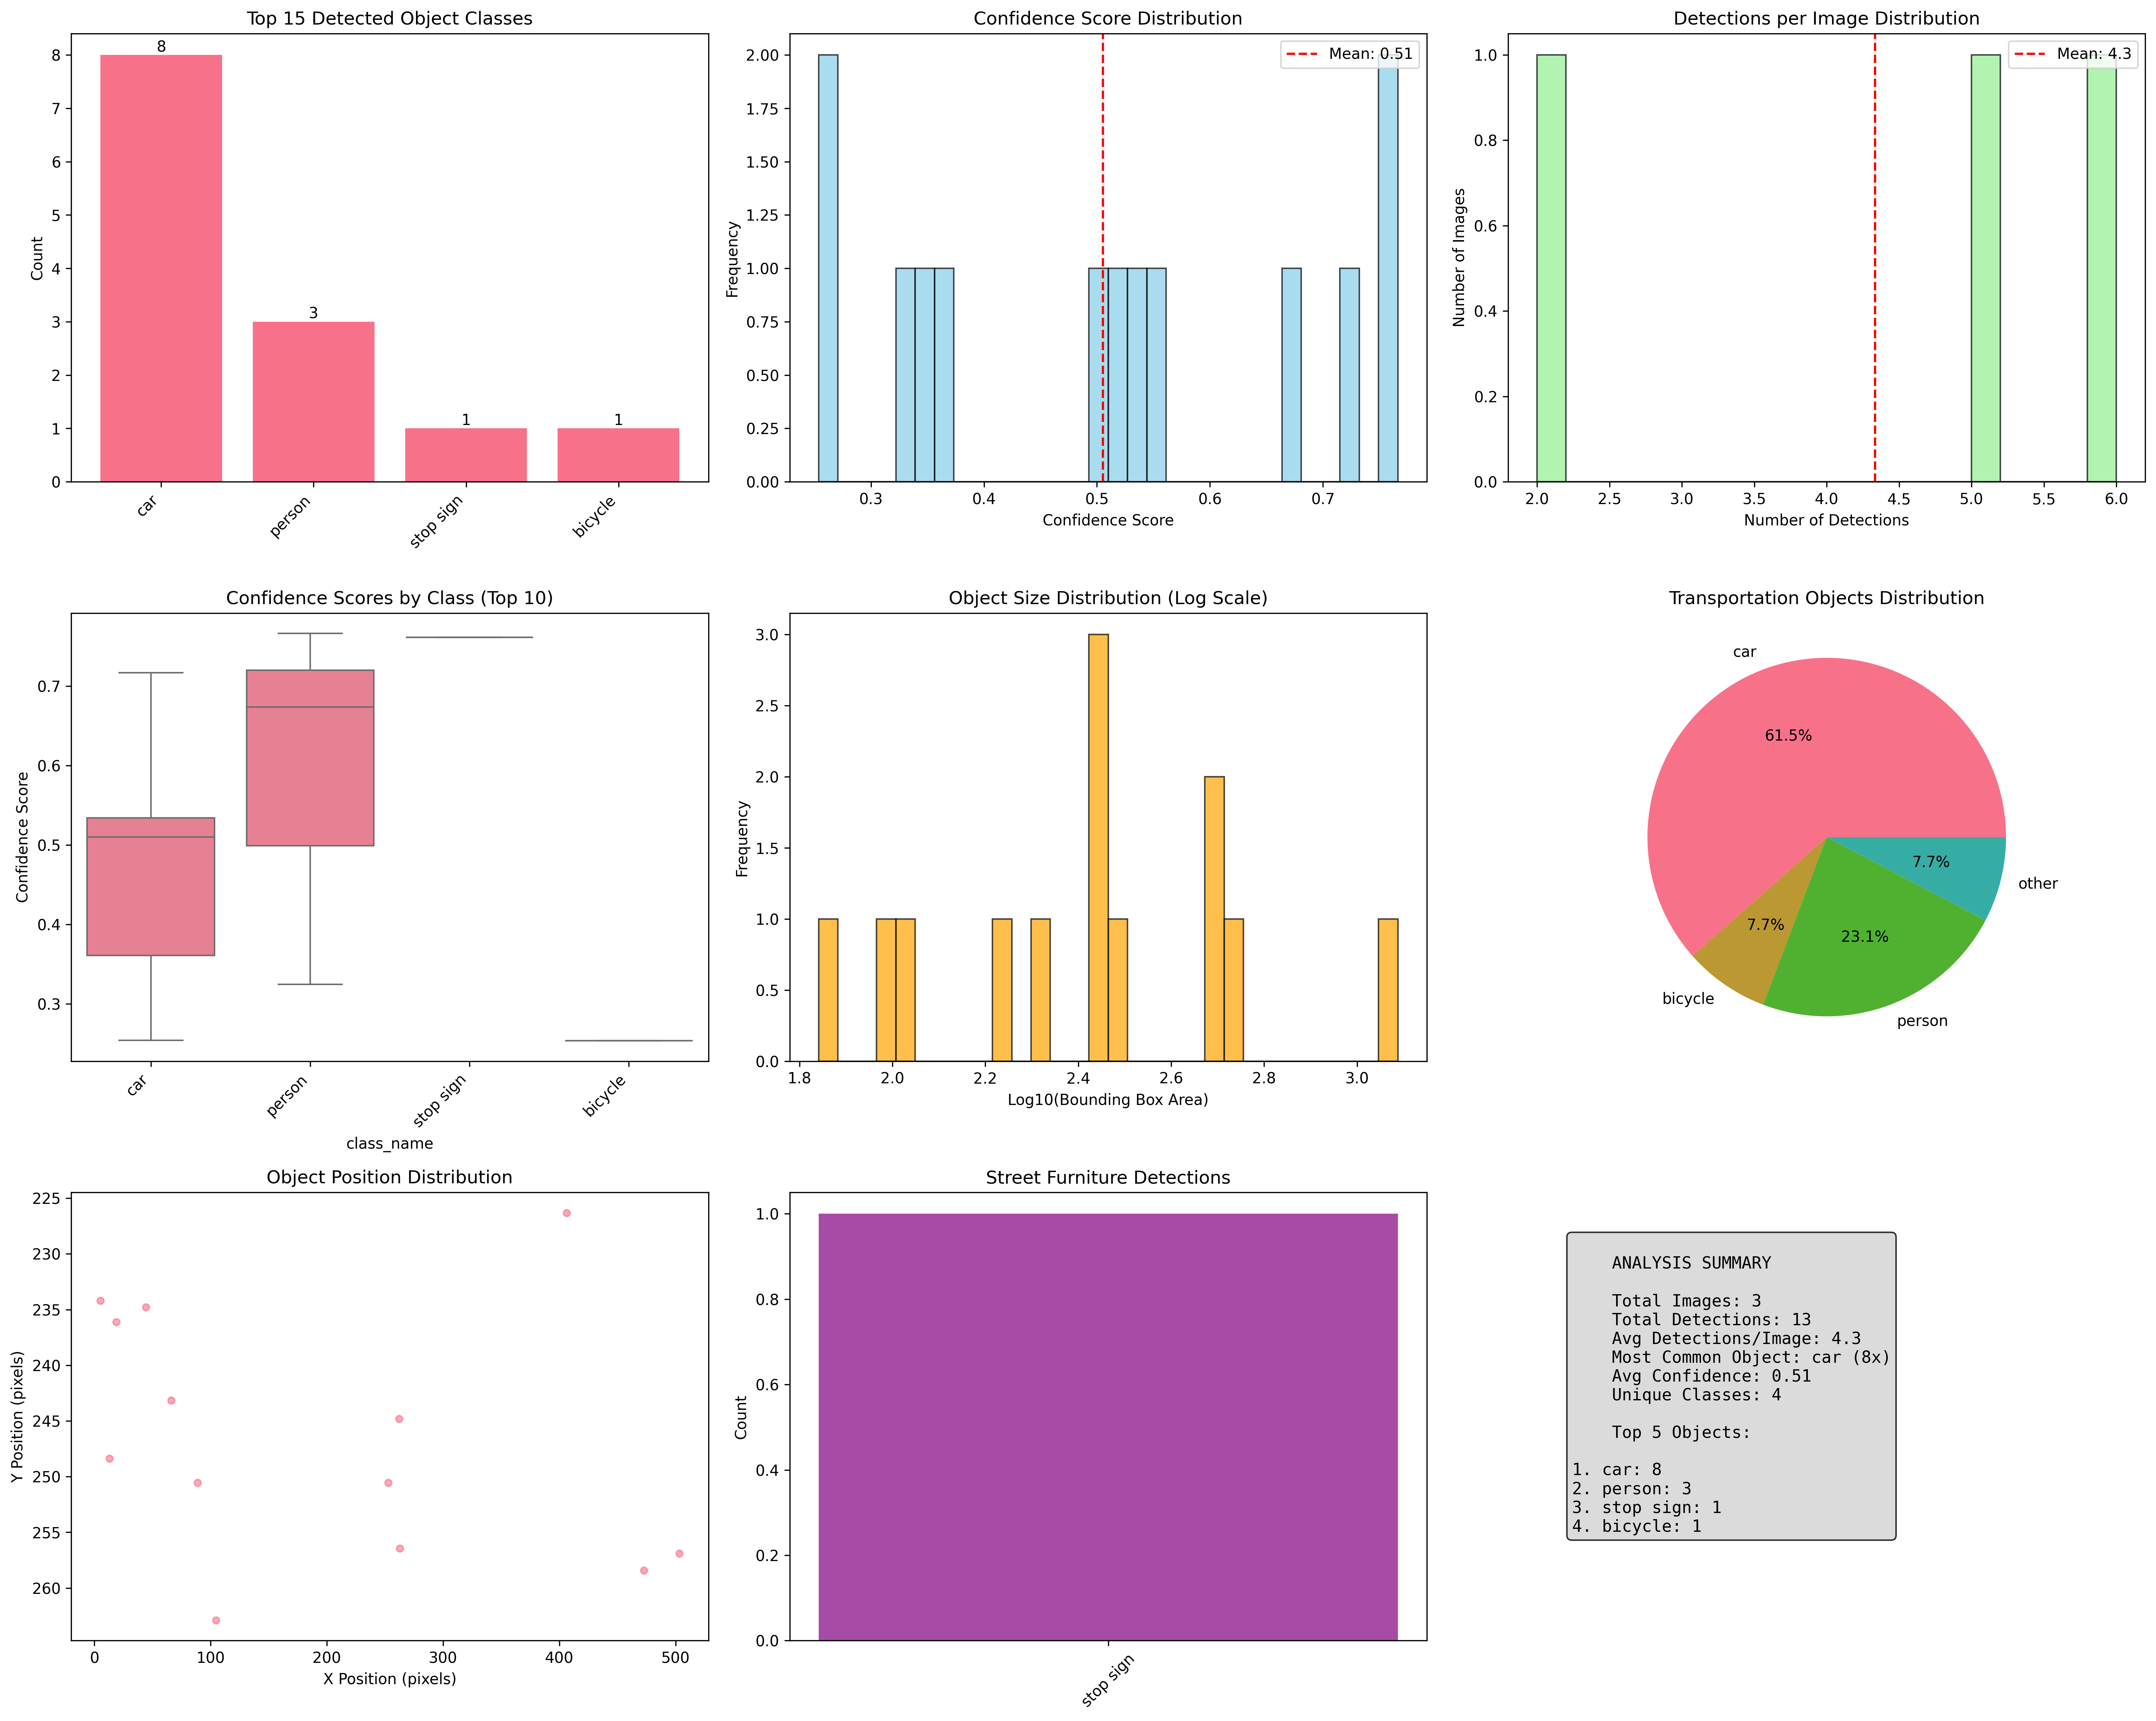 Top 15 Detected Object Classes
8
8
7
6
5
4
3
2
1
0
3
1
1
Count
car
person
stop sign
bicycle
Confidence Score Distribution
Mean: 0.51
2.00
1.75
1.50
1.25
1.00
0.75
0.50
0.25
0.00
Frequency
0.3 0.4 0.5 0.6 0.7
Confidence Score
Detections per Image Distribution
Mean: 4.3
1.0
0.8
0.6
0.4
0.2
0.0
Number of Images
2.0 2.5 3.0 3.5 4.0 4.5 5.0 5.5 6.0
Number of Detections
Confidence Scores by Class (Top 10)
0.7
0.6
0.5
0.4
0.3
Confidence Score
car
person
stop sign
bicycle
class_name
Object Size Distribution (Log Scale)
3.0
2.5
2.0
1.5
1.0
0.5
0.0
Frequency
1.8 2.0 2.2 2.4 2.6 2.8 3.0
Log10(Bounding Box Area)
Transportation Objects Distribution
car
61.5%
7.7%
other
7.7%
23.1%
bicycle
person
Object Position Distribution
225
230
235
240
245
250
255
260
Y Position (pixels)
0 100 200 300 400 500
X Position (pixels)
Street Furniture Detections
1.0
0.8
0.6
0.4
0.2
0.0
Count
stop sign
ANALYSIS SUMMARY
Total Images: 3
Total Detections: 13
Avg Detections/Image: 4.3
Most Common Object: car (8x)
Avg Confidence: 0.51
Unique Classes: 4
Top 5 Objects:
1. car: 8
2. person: 3
3. stop sign: 1
4. bicycle: 1